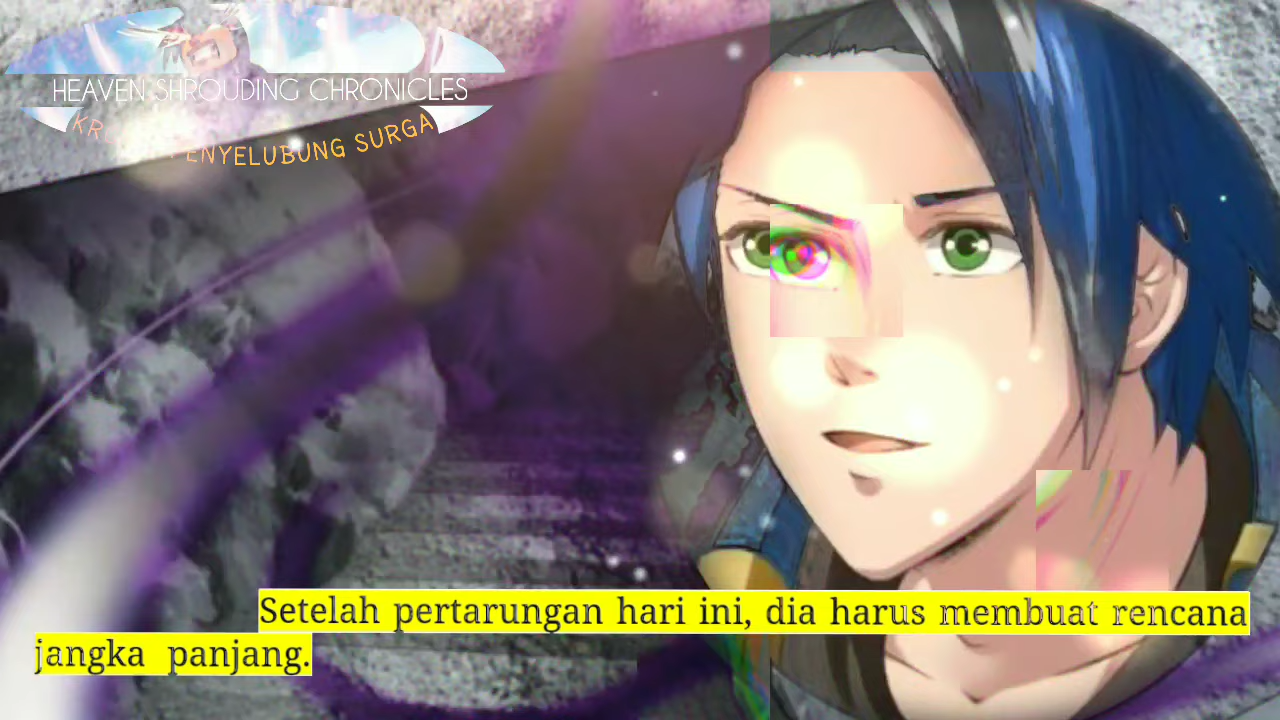 HEAVEN SHROUDING CHRONICLES
PENYELUBUNG SURGA
Setelah pertarungan hari ini, dia harus membuat rencana
jangka panjang.